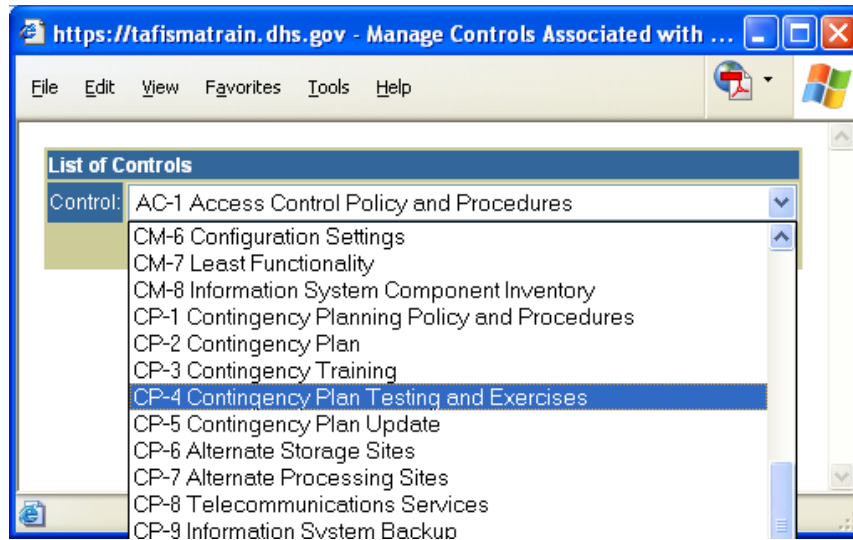 https://tafismatrain.dhs.gov - Manage Controls Associated with ...
File Edit View Favorites Tools Help
List of Controls
Control: AC-1 Access Control Policy and Procedures
CM-6 Configuration Settings
CM-7 Least Functionality
CM-8 Information System Component Inventory
CP-1 Contingency Planning Policy and Procedures
CP-2 Contingency Plan
CP-3 Contingency Training
CP-4 Contingency Plan Testing and Exercises
CP-5 Contingency Plan Update
CP-6 Alternate Storage Sites
CP-7 Alternate Processing Sites
CP-8 Telecommunications Services
CP-9 Information System Backup